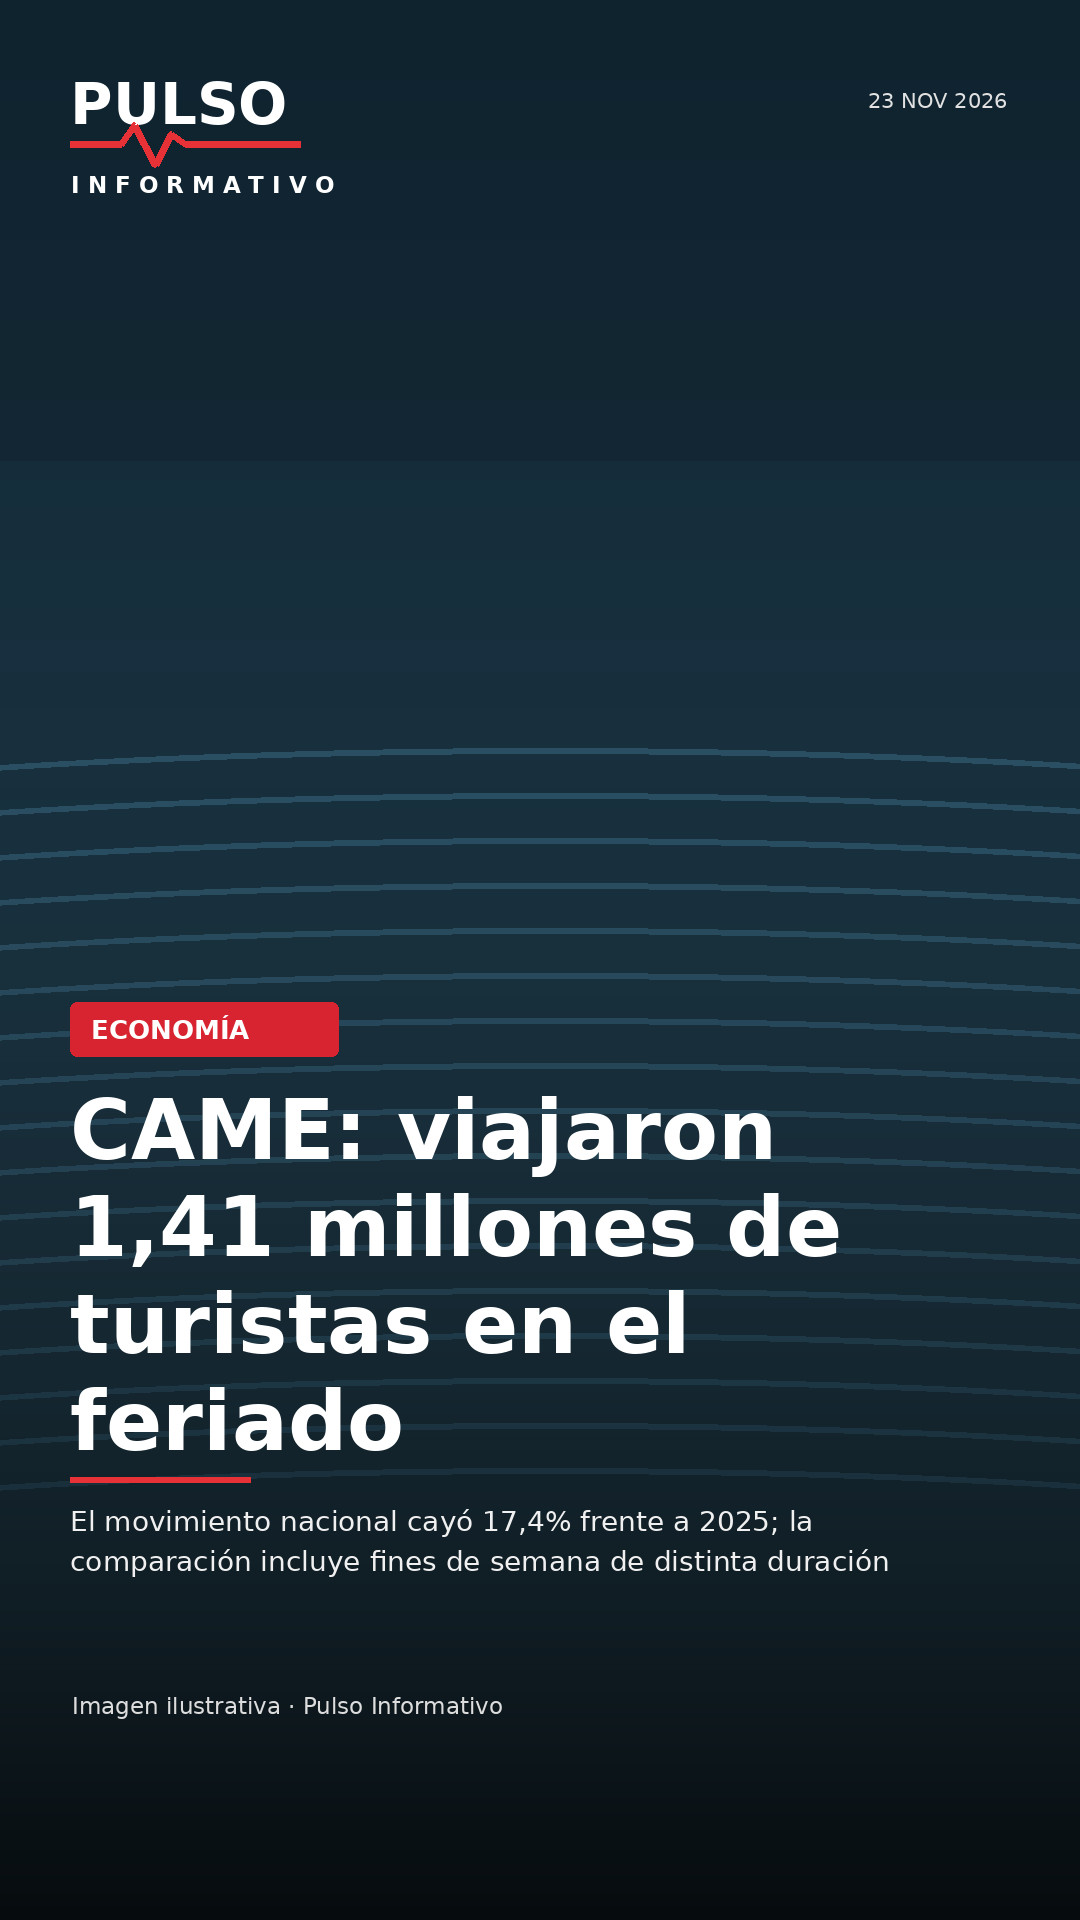 PULSO
INFORMATIVO
23 NOV 2026
ECONOMÍA
CAME: viajaron
1,41 millones de
turistas en el
feriado
El movimiento nacional cayó 17,4% frente a 2025; la
comparación incluye fines de semana de distinta duración
Imagen ilustrativa · Pulso Informativo